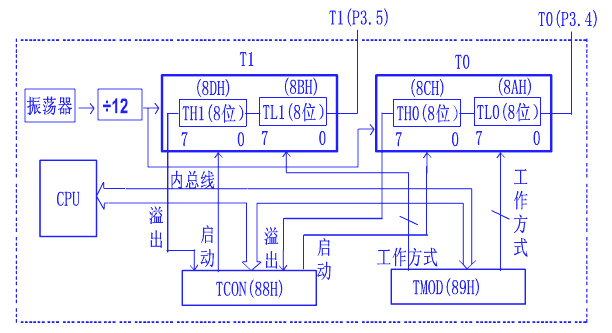 T1(P3.5)
T0(P3.4)
T1
T0
(8DH)
(8BH)
(8CH)
(8AH)
振荡器
÷12
TH1(8位)
TL1(8位)
TH0(8位)
TL0(8位)
7
0
7
0
7
0
7
0
CPU
内总线
溢出
启动
溢出
启动
工作方式
工作方式
TCON(88H)
TMOD(89H)